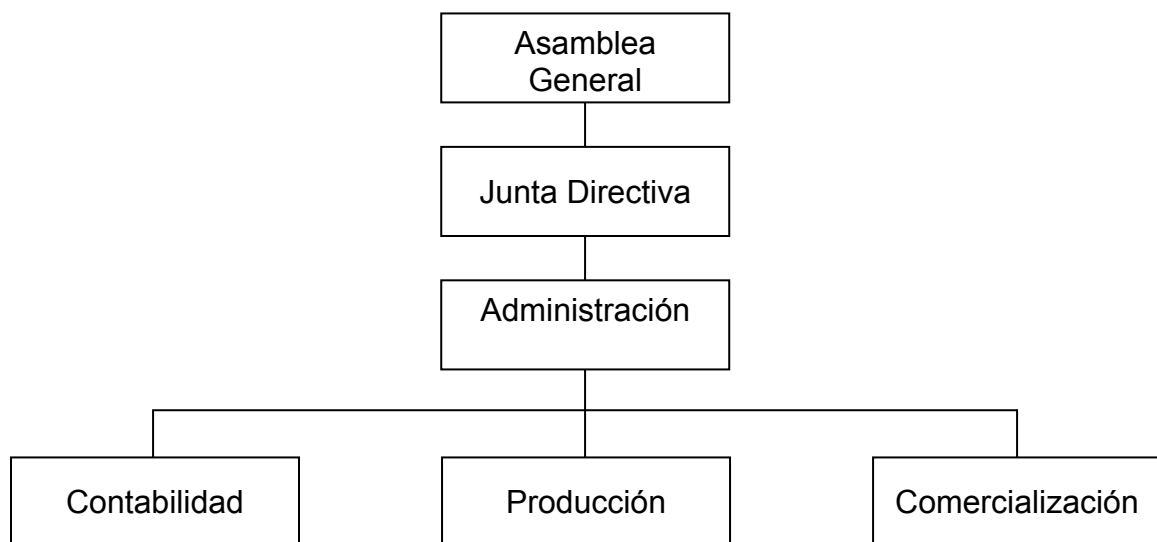 Asamblea
General
Junta Directiva
Administración
Contabilidad
Producción
Comercialización